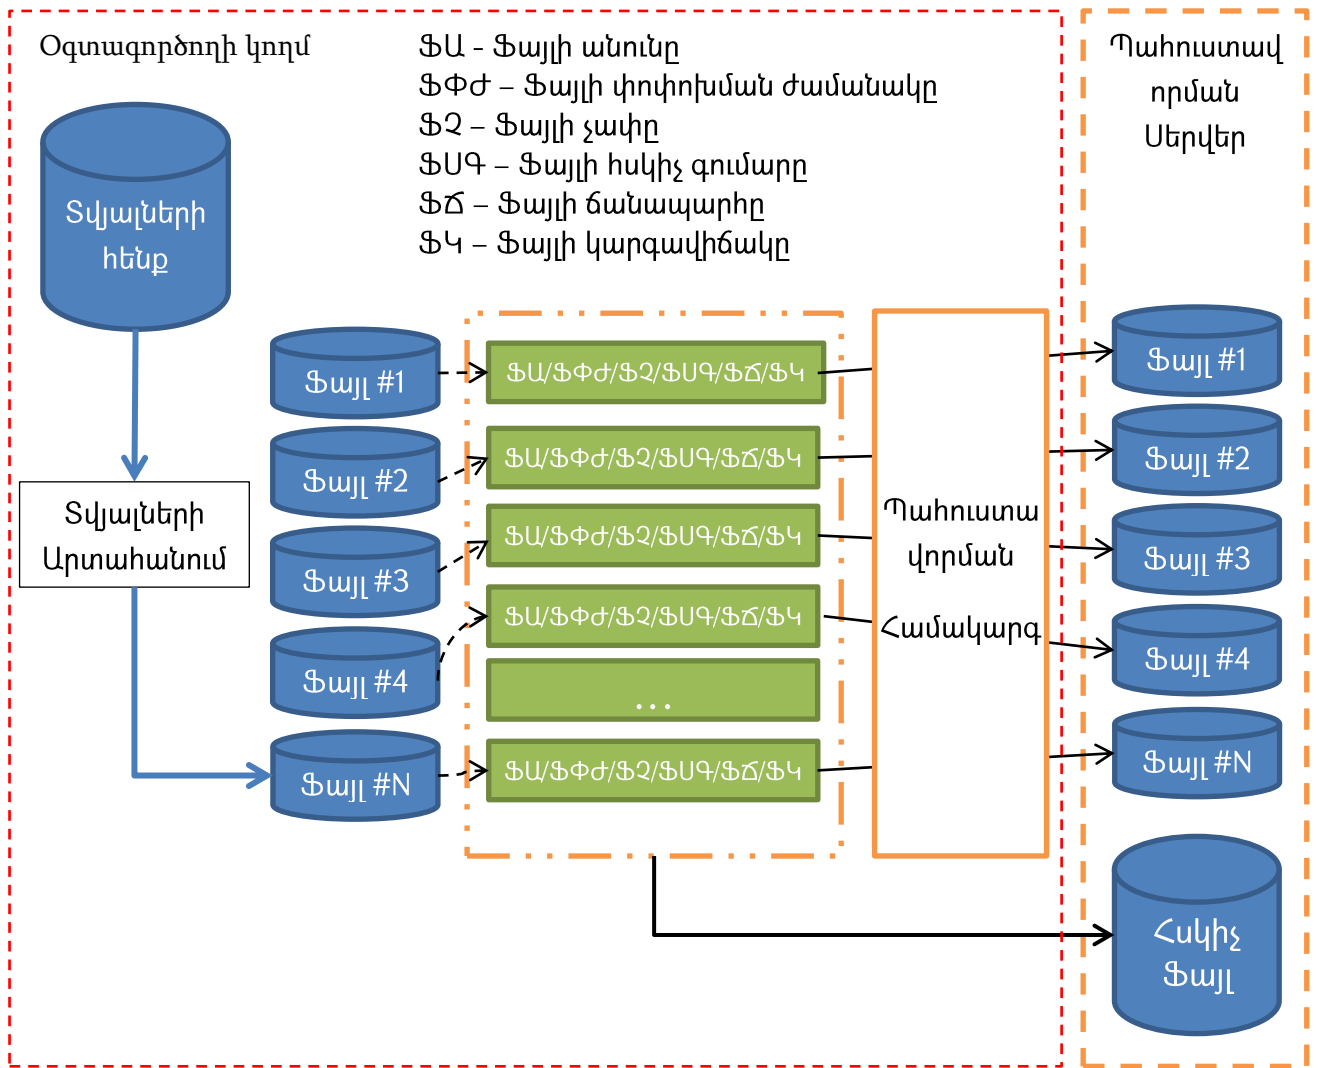 Օգտագործողի կողմ
ՖԱ - Ֆայլի անունը
ՖՓԺ – Ֆայլի փոփոխման ժամանակը
ՖՉ – Ֆայլի չափը
ՖՍԳ – Ֆայլի հսկիչ գումարը
ՖՃ – Ֆայլի ճանապարհը
ՖԿ – Ֆայլի կարգավիճակը
Պահուստավ
որման
Սերվեր
Տվյալների
հենք
Տվյալների
Արտահանում
Ֆայլ #1
Ֆայլ #2
Ֆայլ #3
Ֆայլ #4
Ֆայլ #N
ՖԱ/ՖՓԺ/ՖՉ/ՖՍԳ/ՖՃ/ՖԿ
ՖԱ/ՖՓԺ/ՖՉ/ՖՍԳ/ՖՃ/ՖԿ
ՖԱ/ՖՓԺ/ՖՉ/ՖՍԳ/ՖՃ/ՖԿ
ՖԱ/ՖՓԺ/ՖՉ/ՖՍԳ/ՖՃ/ՖԿ
...
ՖԱ/ՖՓԺ/ՖՉ/ՖՍԳ/ՖՃ/ՖԿ
Պահուստա
վորման
Համակարգ
Ֆայլ #1
Ֆայլ #2
Ֆայլ #3
Ֆայլ #4
Ֆայլ #N
Հսկիչ
Ֆայլ